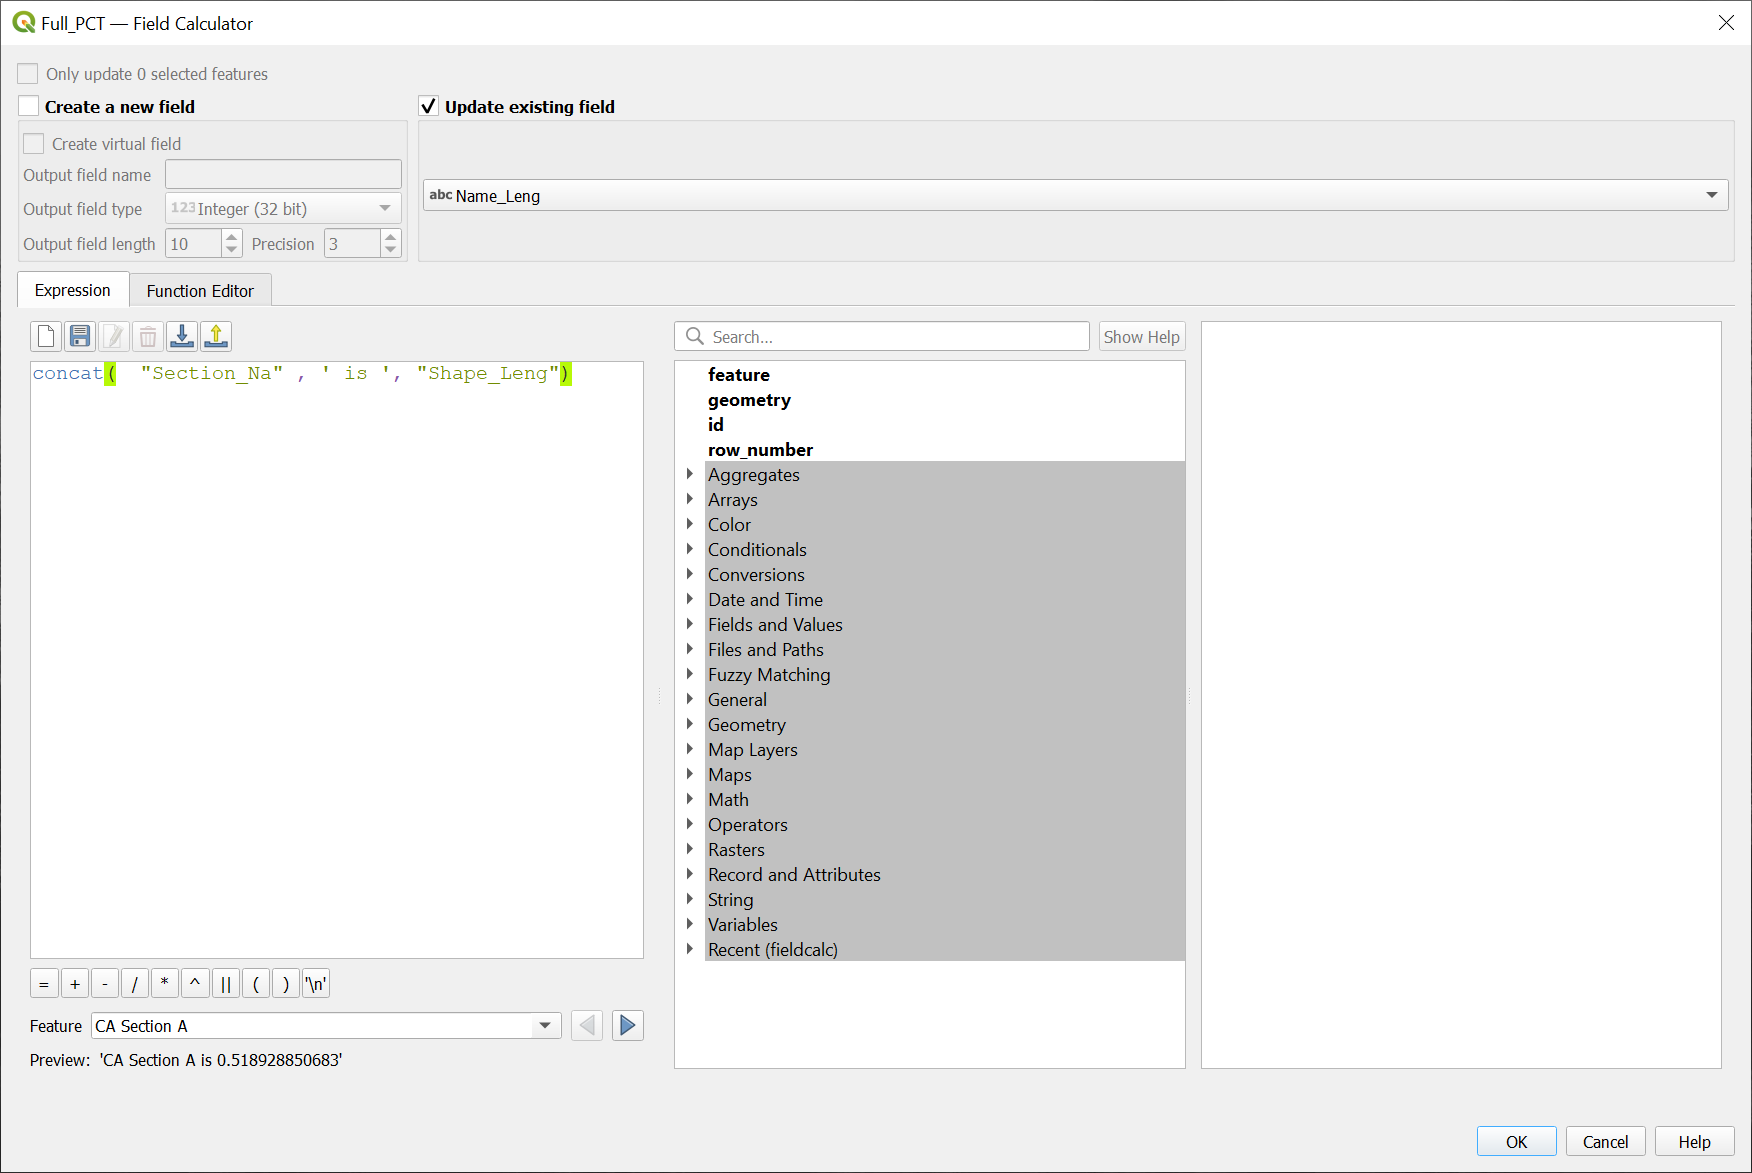 Full_PCT — Field Calculator
Only update 0 selected features
Create a new field
Update existing field
Create virtual field
Output field name
abc Name_Leng
Output field type 123 Integer (32 bit)
Output field length 10 Precision 3
Expression Function Editor
Search... Show Help
concat(  "Section_Na" , ' is ', "Shape_Leng")
feature
geometry
id
row_number
Aggregates
Arrays
Color
Conditionals
Conversions
Date and Time
Fields and Values
Files and Paths
Fuzzy Matching
General
Geometry
Map Layers
Maps
Math
Operators
Rasters
Record and Attributes
String
Variables
Recent (fieldcalc)
= + - / * ^ || ( ) '\n'
Feature CA Section A
Preview: 'CA Section A is 0.518928850683'
OK Cancel Help